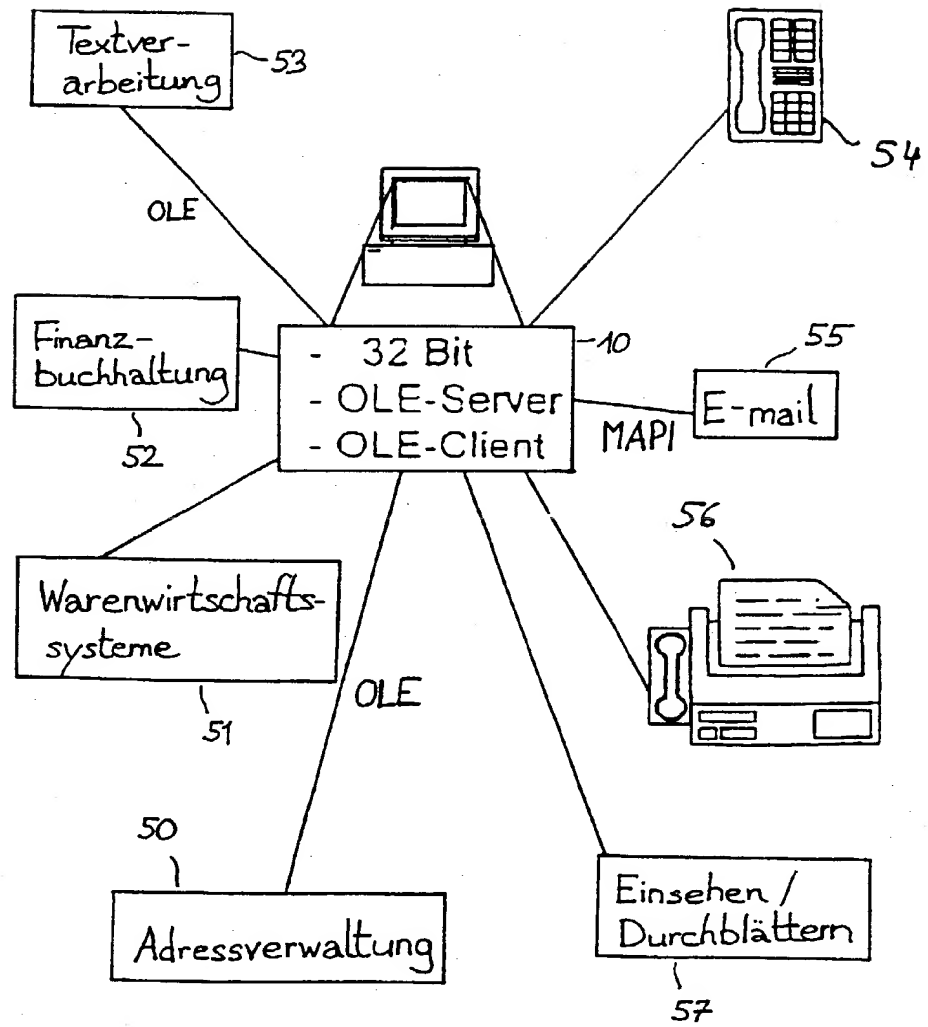 Textver-
arbeitung
53
54
OLE
Finanz-
buchhaltung
52
- 32 Bit
- OLE-Server
- OLE-Client
10
55
E-mail
MAPI
56
Warenwirtschafts-
systeme
51
OLE
50
Adressverwaltung
Einsehen /
Durchblättern
57